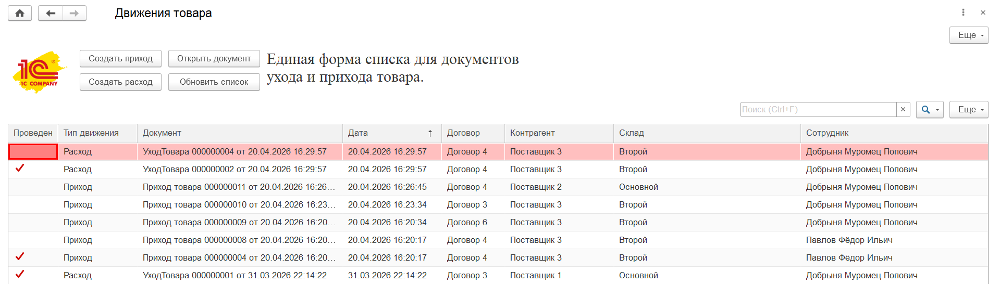 Движения товара
Еще
1С ®
1C COMPANY
Создать приход
Открыть документ
Создать расход
Обновить список
Единая форма списка для документов
ухода и прихода товара.
Поиск (Ctrl+F)
Еще
Проведен Тип движения Документ Дата Договор Контрагент Склад Сотрудник
Расход УходТовара 000000004 от 20.04.2026 16:29:57 20.04.2026 16:29:57 Договор 4 Поставщик 3 Второй Добрыня Муромец Попович
Расход УходТовара 000000002 от 20.04.2026 16:29:57 20.04.2026 16:29:57 Договор 4 Поставщик 3 Второй Добрыня Муромец Попович
Приход Приход товара 000000011 от 20.04.2026 16:26... 20.04.2026 16:26:45 Договор 4 Поставщик 2 Основной Добрыня Муромец Попович
Приход Приход товара 000000010 от 20.04.2026 16:23... 20.04.2026 16:23:34 Договор 3 Поставщик 3 Второй Добрыня Муромец Попович
Приход Приход товара 000000009 от 20.04.2026 16:20... 20.04.2026 16:20:34 Договор 6 Поставщик 3 Второй Добрыня Муромец Попович
Приход Приход товара 000000008 от 20.04.2026 16:20... 20.04.2026 16:20:17 Договор 4 Поставщик 3 Второй Павлов Фёдор Ильич
Приход Приход товара 000000004 от 20.04.2026 16:20... 20.04.2026 16:20:17 Договор 4 Поставщик 3 Второй Павлов Фёдор Ильич
Расход УходТовара 000000001 от 31.03.2026 22:14:22 31.03.2026 22:14:22 Договор 3 Поставщик 1 Основной Добрыня Муромец Попович